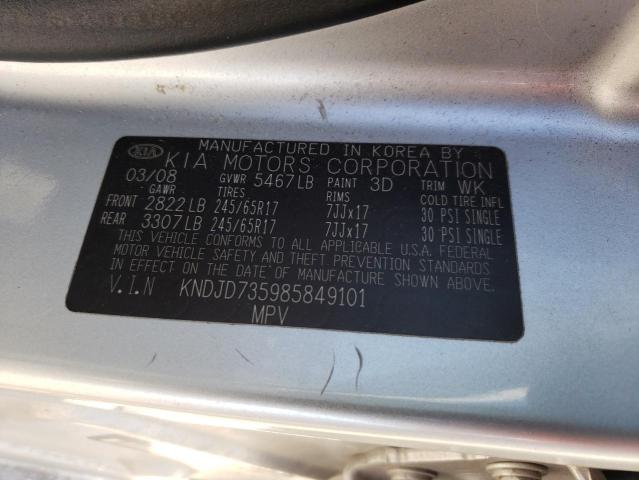 MANUFACTURED IN KOREA BY
KIA KIA MOTORS CORPORATION
03/08 GVWR 5467LB PAINT 3D TRIM WK
GAWR TIRES RIMS COLD TIRE INFL
FRONT 2822LB 245/65R17 7JJx17 30 PSI SINGLE
REAR 3307LB 245/65R17 7JJx17 30 PSI SINGLE
THIS VEHICLE CONFORMS TO ALL APPLICABLE U.S.A. FEDERAL
MOTOR VEHICLE SAFETY AND THEFT PREVENTION STANDARDS
IN EFFECT ON THE DATE OF MANUFACTURE SHOWN ABOVE.
V.I.N KNDJD735985849101
MPV